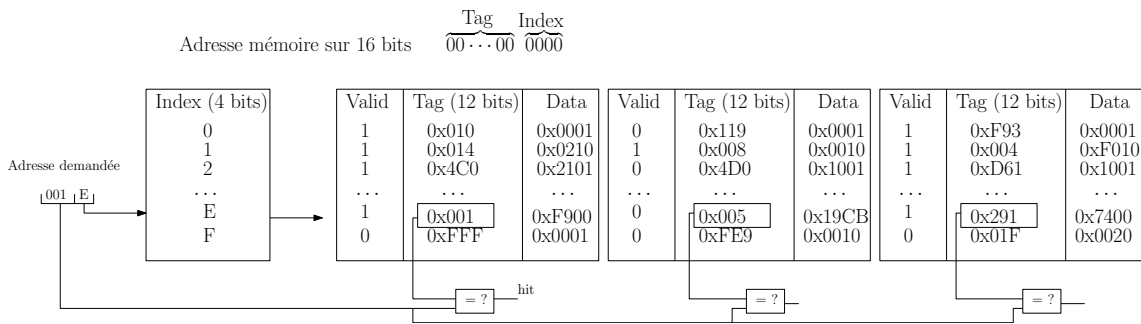 Tag Index
Adresse mémoire sur 16 bits 00···00 0000
Index (4 bits) Valid Tag (12 bits) Data Valid Tag (12 bits) Data Valid Tag (12 bits) Data
0 1 0x010 0x0001 0 0x119 0x0001 1 0xF93 0x0001
1 1 0x014 0x0210 1 0x008 0x0010 1 0x004 0xF010
Adresse demandée 2 1 0x4C0 0x2101 0 0x4D0 0x1001 1 0xD61 0x1001
... ... ... ... ... ... ...
001 E E 1 0x001 0xF900 0 0x005 0x19CB 1 0x291 0x7400
F 0 0xFFF 0x0001 0 0xFE9 0x0010 0 0x01F 0x0020
hit
= ? = ? = ?